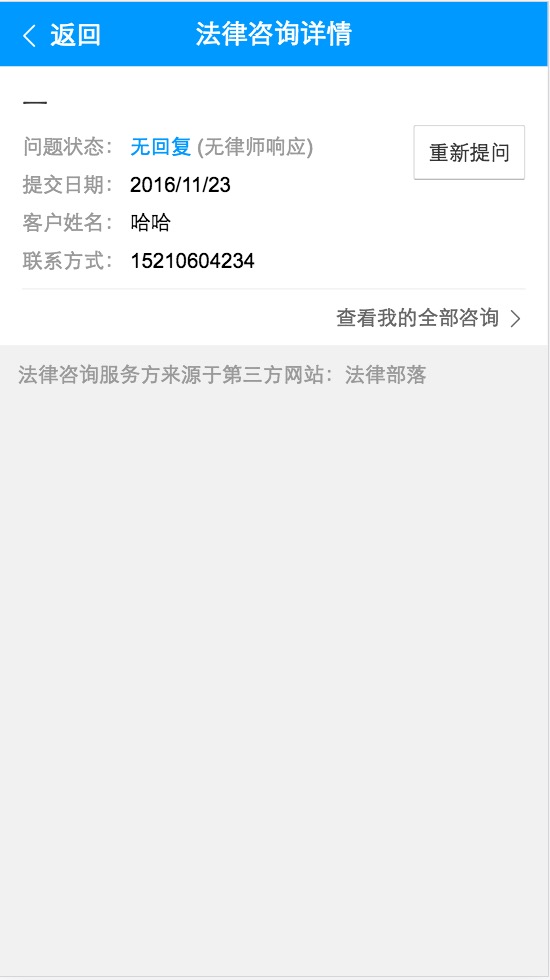 返回 法律咨询详情
一
问题状态： 无回复 (无律师响应) 重新提问
提交日期： 2016/11/23
客户姓名： 哈哈
联系方式： 15210604234
查看我的全部咨询
法律咨询服务方来源于第三方网站：法律部落